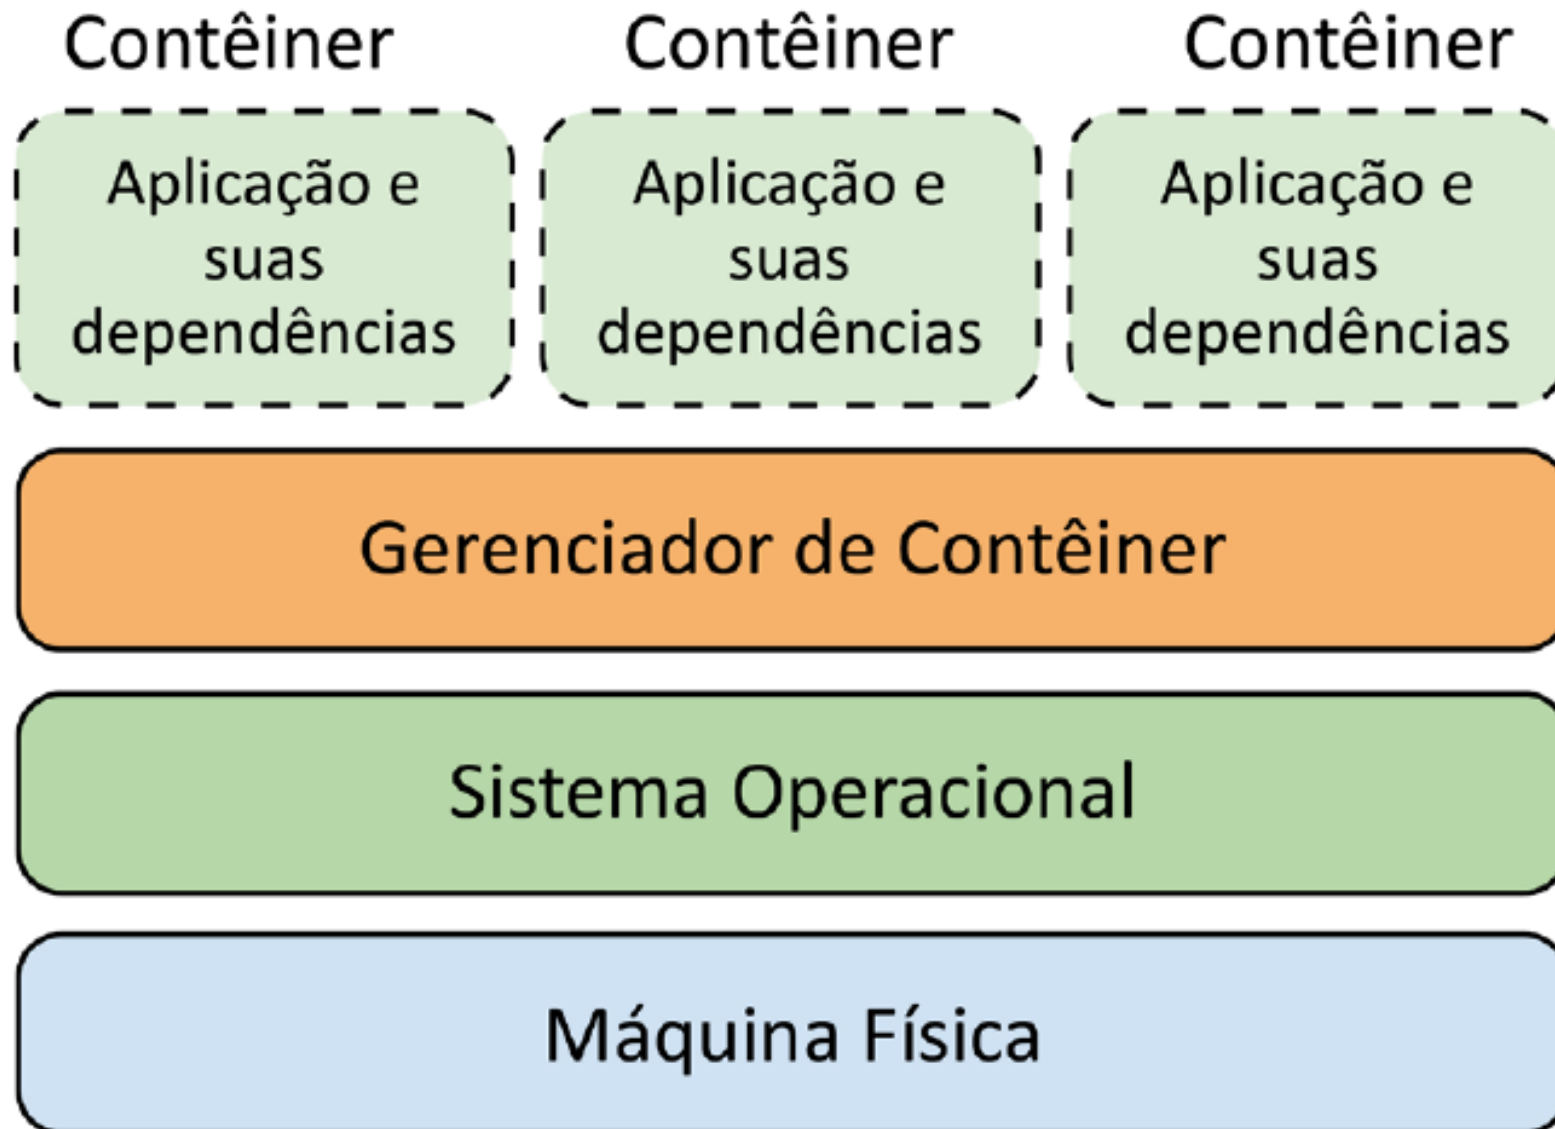 Contêiner Contêiner Contêiner
Aplicação e
suas
dependências
Aplicação e
suas
dependências
Aplicação e
suas
dependências
Gerenciador de Contêiner
Sistema Operacional
Máquina Física